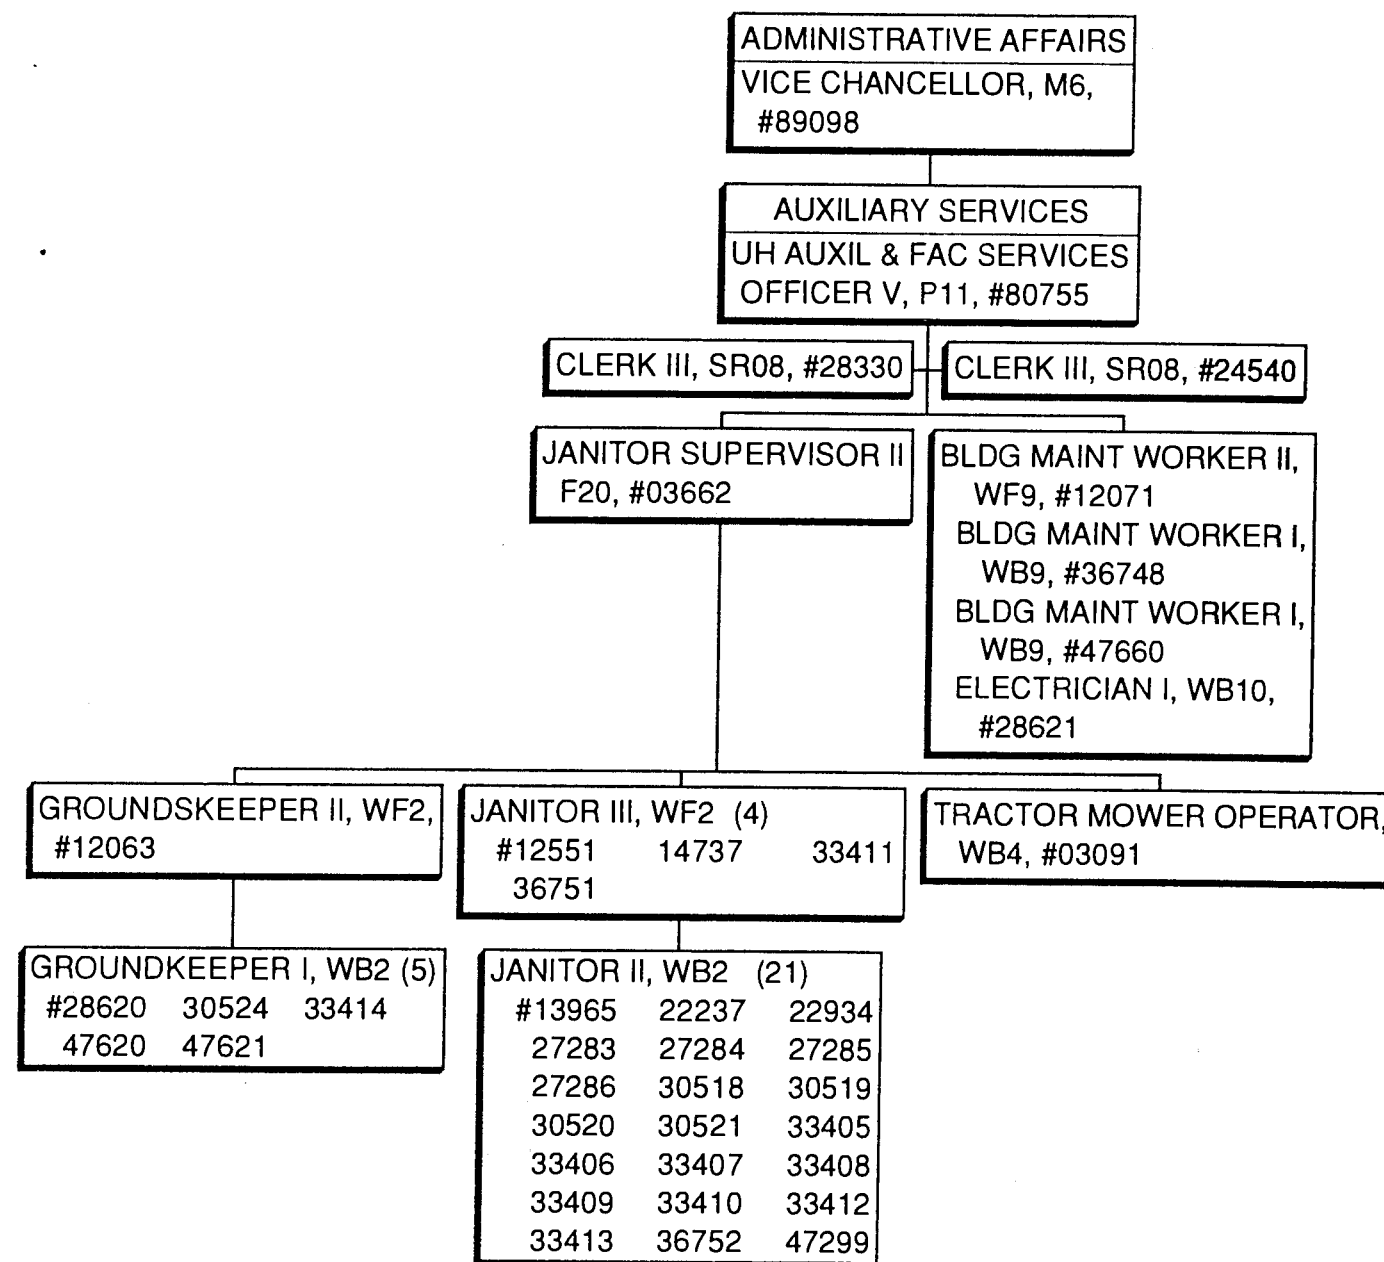 ADMINISTRATIVE AFFAIRS
VICE CHANCELLOR, M6,
#89098
AUXILIARY SERVICES
UH AUXIL & FAC SERVICES
OFFICER V, P11, #80755
CLERK III, SR08, #28330
CLERK III, SR08, #24540
JANITOR SUPERVISOR II
F20, #03662
BLDG MAINT WORKER II,
WF9, #12071
BLDG MAINT WORKER I,
WB9, #36748
BLDG MAINT WORKER I,
WB9, #47660
ELECTRICIAN I, WB10,
#28621
GROUNDSKEEPER II, WF2,
#12063
JANITOR III, WF2 (4)
#12551 14737 33411
36751
TRACTOR MOWER OPERATOR,
WB4, #03091
GROUNDKEEPER I, WB2 (5)
#28620 30524 33414
47620 47621
JANITOR II, WB2 (21)
#13965 22237 22934
27283 27284 27285
27286 30518 30519
30520 30521 33405
33406 33407 33408
33409 33410 33412
33413 36752 47299